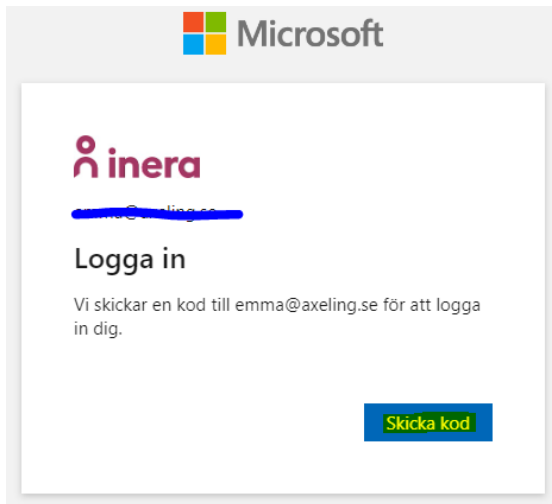 Microsoft
inera
Logga in
Vi skickar en kod till emma@axeling.se för att logga
in dig.
Skicka kod